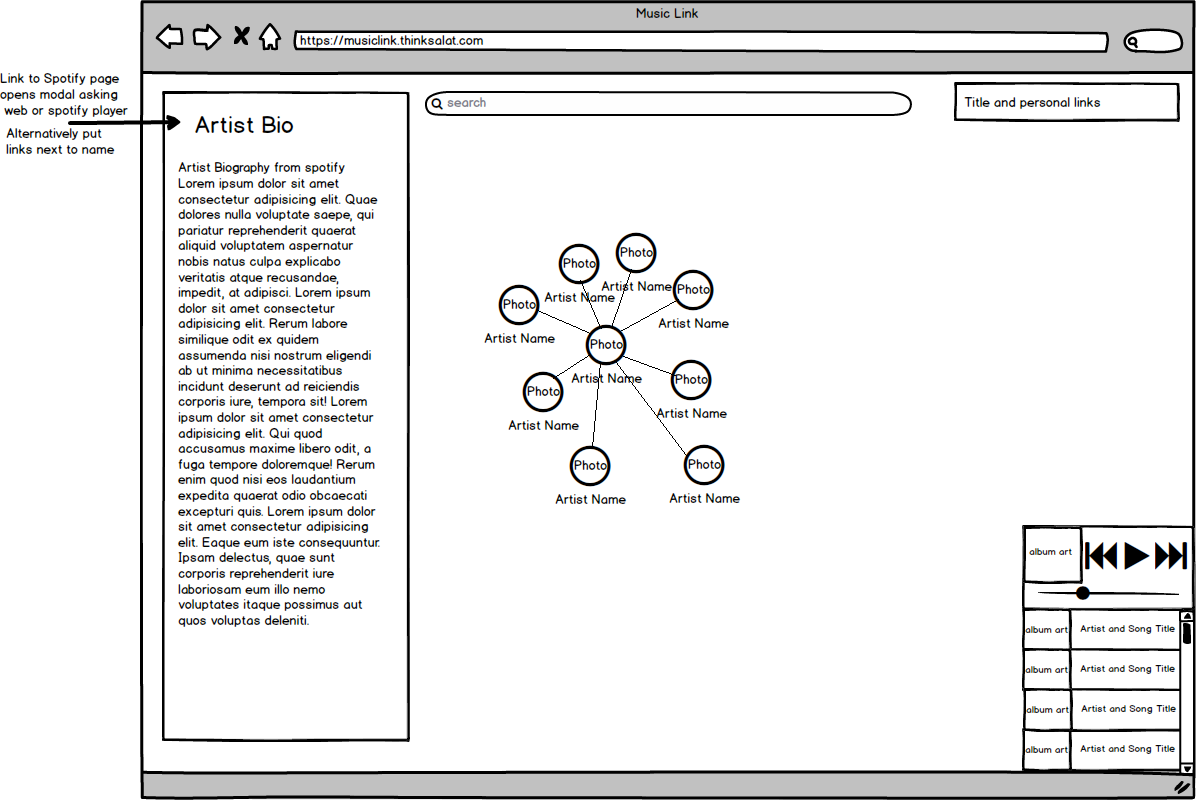 Music Link
https://musiclink.thinksalat.com
Link to Spotify page
opens modal asking
web or spotify player
Alternatively put
links next to name
search
Title and personal links
Artist Bio
Artist Biography from spotify
Lorem ipsum dolor sit amet
consectetur adipisicing elit. Quae
dolores nulla voluptate saepe, qui
pariatur reprehenderit quaerat
aliquid voluptatem aspernatur
nobis natus culpa explicabo
veritatis atque recusandae,
impedit, at adipisci. Lorem ipsum
dolor sit amet consectetur
adipisicing elit. Rerum labore
similique odit ex quidem
assumenda nisi nostrum eligendi
ab ut minima necessitatibus
incidunt deserunt ad reiciendis
corporis iure, tempora sit! Lorem
ipsum dolor sit amet consectetur
adipisicing elit. Qui quod
accusamus maxime libero odit, a
fuga tempore doloremque! Rerum
enim quod nisi eos laudantium
expedita quaerat odio obcaecati
excepturi quis. Lorem ipsum dolor
sit amet consectetur adipisicing
elit. Eaque eum iste consequuntur.
Ipsam delectus, quae sunt
corporis reprehenderit iure
laboriosam eum illo nemo
voluptates itaque possimus aut
quos voluptas deleniti.
Photo
Artist Name
Photo
Artist Name
Photo
Artist Name
Photo
Artist Name
Photo
Artist Name
Photo
Artist Name
Photo
Artist Name
Photo
Artist Name
Photo
Artist Name
album art
album art
Artist and Song Title
album art
Artist and Song Title
album art
Artist and Song Title
album art
Artist and Song Title